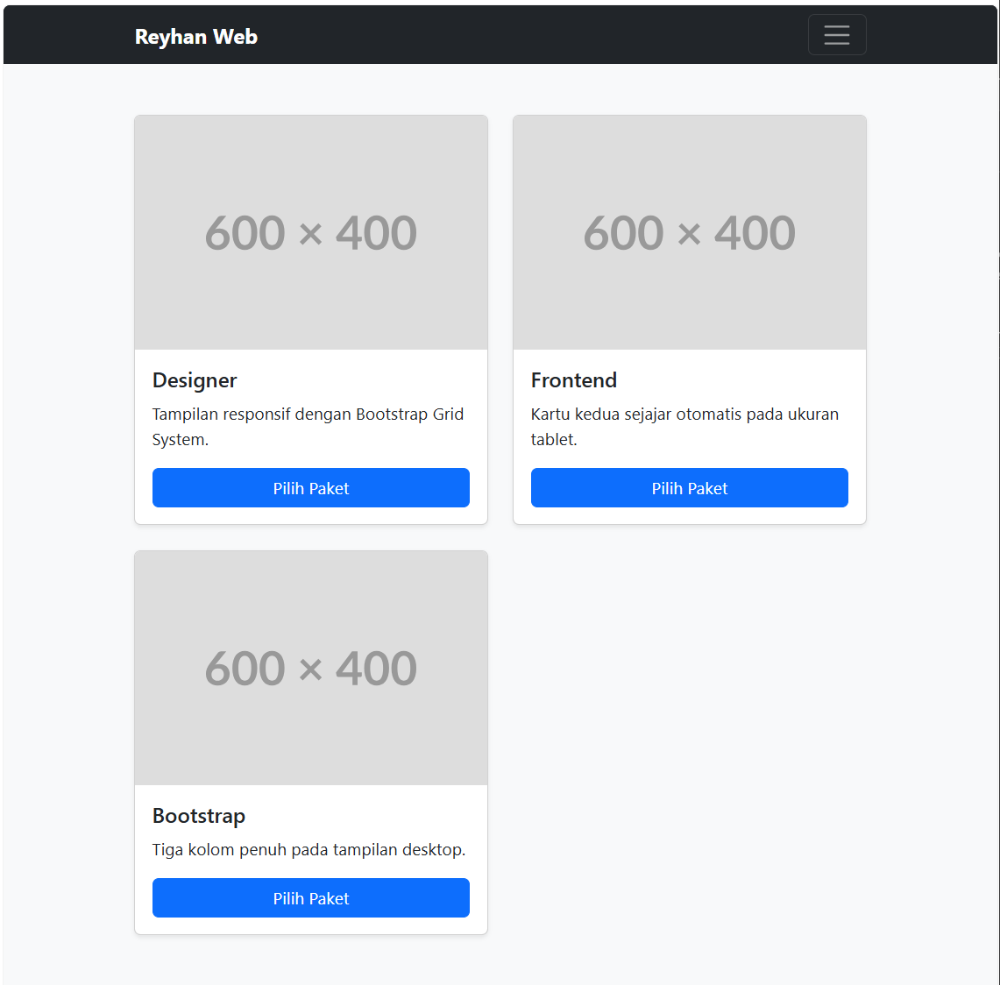 Reyhan Web
600 × 400
Designer
Tampilan responsif dengan Bootstrap Grid
System.
Pilih Paket
600 × 400
Frontend
Kartu kedua sejajar otomatis pada ukuran
tablet.
Pilih Paket
600 × 400
Bootstrap
Tiga kolom penuh pada tampilan desktop.
Pilih Paket